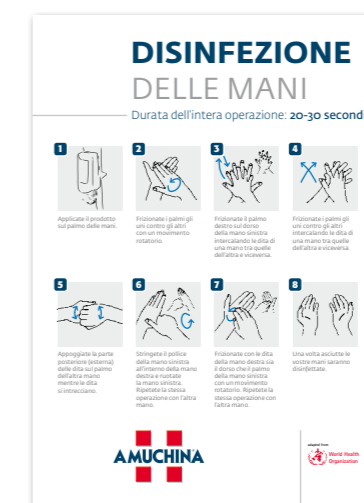 DISINFEZIONE
DELLE MANI
Durata dell'intera operazione: 20-30 second
1
2
3
4
Applicate il prodotto
sul palmo delle mani.
Frizionate i palmi gli
uni contro gli altri
con un movimento
rotatorio.
Frizionate il palmo
destro sul dorso
della mano sinistra
intercalando le dita di
una mano tra quelle
dell'altra e viceversa.
Frizionate i palmi gli
uni contro gli altri
intercalando le dita di
una mano tra quelle
dell'altra e viceversa.
5
6
7
8
Appoggiate la parte
posteriore (esterna)
delle dita sul palmo
dell'altra mano
mentre le dita
si intrecciano.
Stringete il pollice
della mano sinistra
all'interno della mano
destra e ruotate
la mano sinistra.
Ripetete la stessa
operazione con l'altra
mano.
Frizionate con le dita
della mano destra sia
il dorso che il palmo
della mano sinistra
con un movimento
rotatorio. Ripetete la
stessa operazione con
l'altra mano.
Una volta asciutte le
vostre mani saranno
disinfettate.
AMUCHINA
adapted from
World Health
Organization